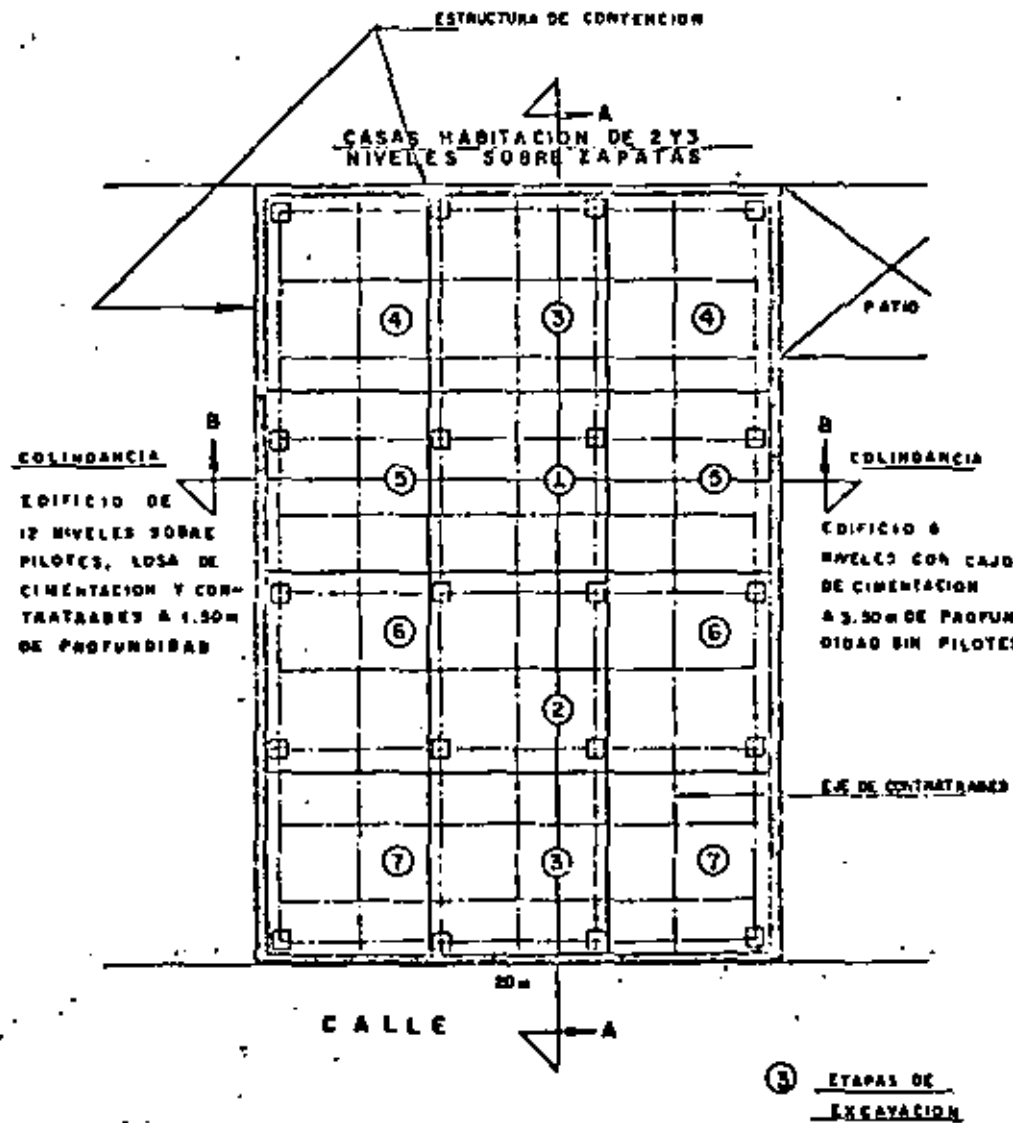 ESTRUCTURA DE CONTENCION
A
CASAS HABITACION DE 2 Y 3
NIVELES SOBRE ZAPATAS
4
3
4
PATIO
B
B
COLINDANCIA
5
1
5
COLINDANCIA
EDIFICIO DE
12 NIVELES SOBRE
PILOTES, LOSA DE
CIMENTACION Y CON-
TRATRABES A 1.50m
DE PROFUNDIDAD
EDIFICIO 6
NIVELES CON CAJO
DE CIMENTACION
A 3.50m DE PROFUN
DIDAD SIN PILOTES
6
6
2
EJE DE CONTRATRABES
7
3
7
20 m
CALLE
A
3 ETAPAS DE
EXCAVACION